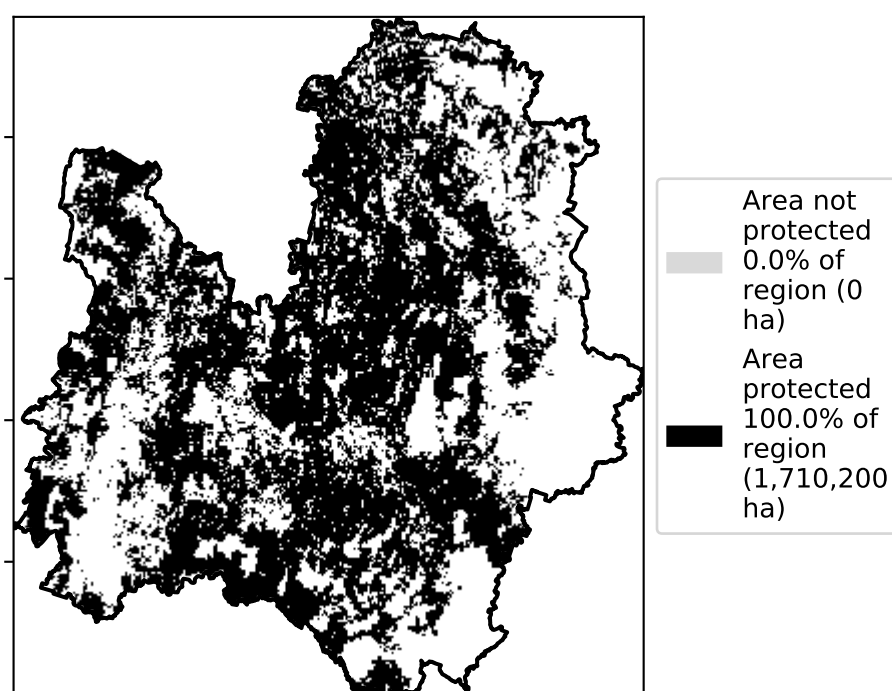 Area not
protected
0.0% of
region (0
ha)
Area
protected
100.0% of
region
(1,710,200
ha)